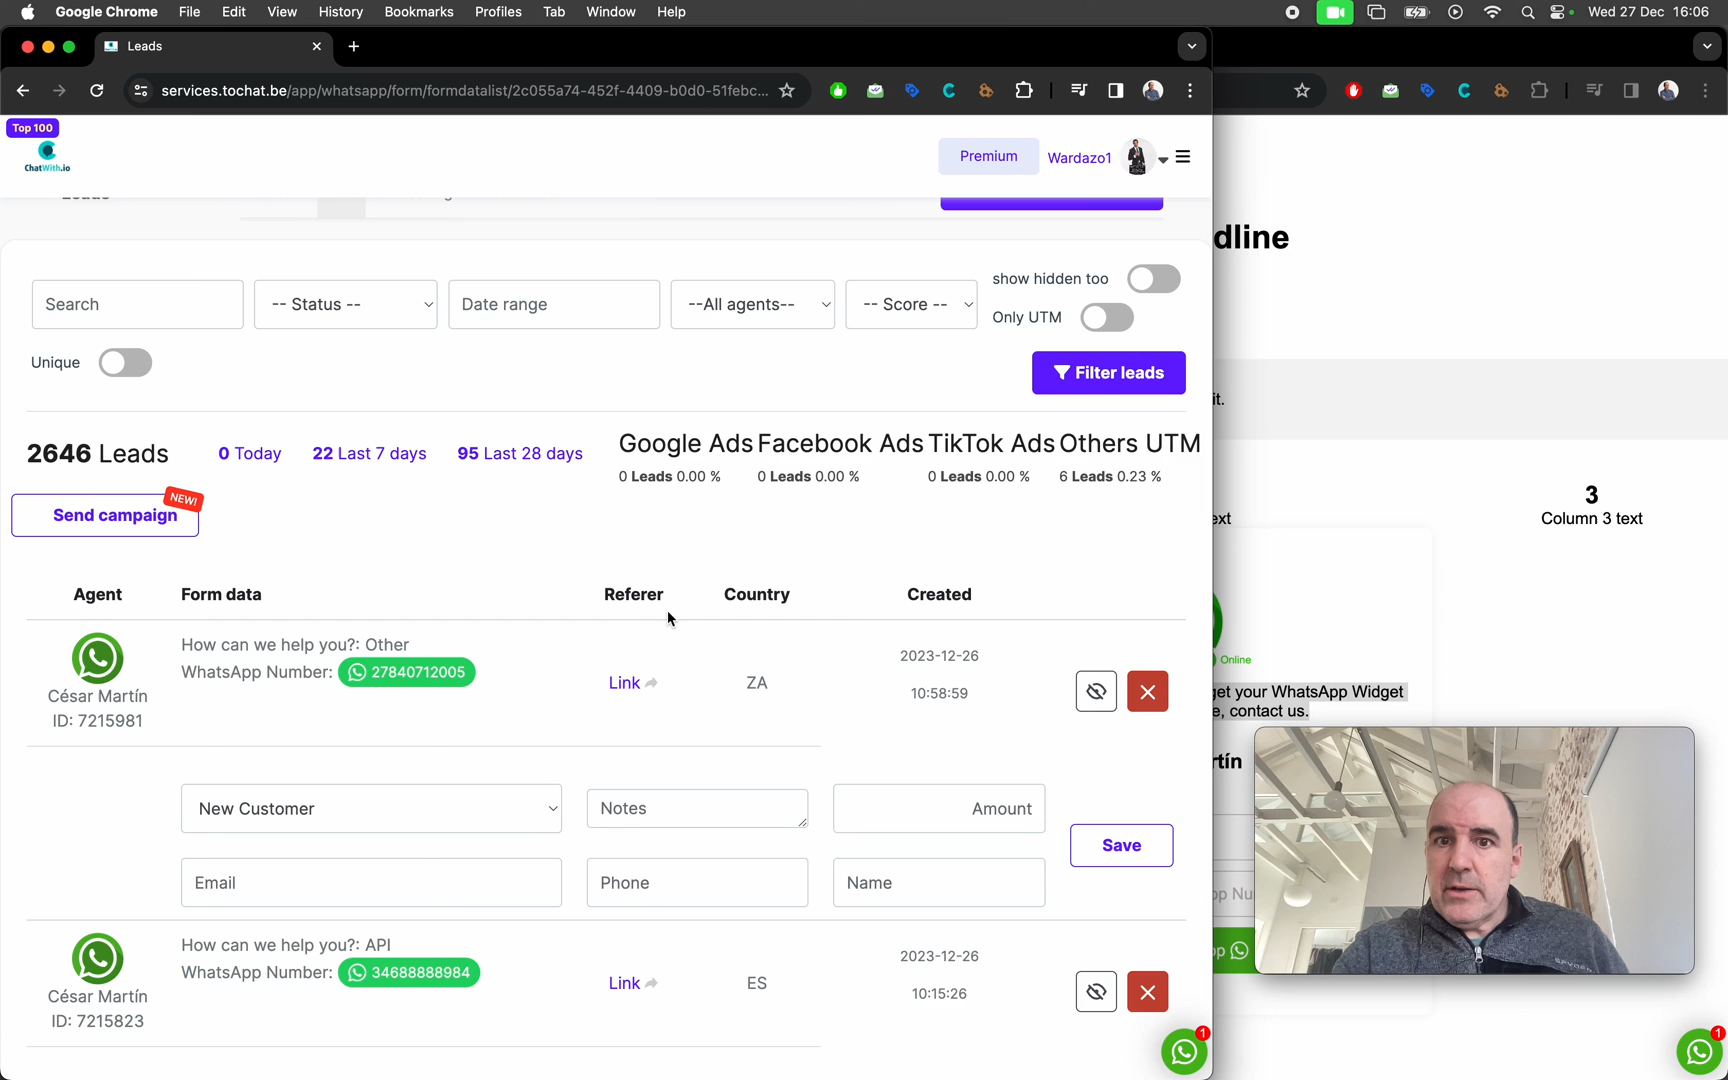 Google Chrome File Edit View History Bookmarks Profiles Tab Window Help
Wed 27 Dec 16:06
Leads
services.tochat.be/app/whatsapp/form/formdatalist/2c055a74-452f-4409-b0d0-51febc...
Top 100
ChatWith.io
Premium
Wardazo1
dline
Search
-- Status --
Date range
--All agents--
-- Score --
show hidden too
Only UTM
Unique
Filter leads
it.
2646 Leads
0 Today
22 Last 7 days
95 Last 28 days
Google Ads
Facebook Ads
TikTok Ads
Others UTM
0 Leads 0.00 %
0 Leads 0.00 %
0 Leads 0.00 %
6 Leads 0.23 %
NEW!
Send campaign
3
ext
Column 3 text
Agent
Form data
Referer
Country
Created
How can we help you?: Other
WhatsApp Number: 27840712005
César Martín
ID: 7215981
Link
ZA
2023-12-26
10:58:59
Online
get your WhatsApp Widget
e, contact us.
rtín
New Customer
Notes
Amount
Save
Email
Phone
Name
pp Nu
pp
How can we help you?: API
WhatsApp Number: 34688888984
César Martín
ID: 7215823
Link
ES
2023-12-26
10:15:26
1
1